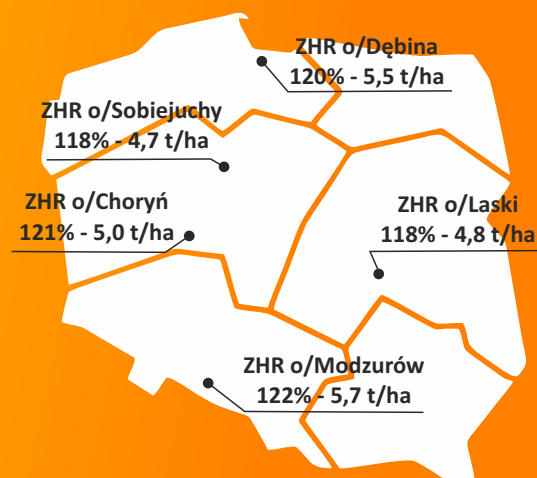 ZHR o/Dębina
120% - 5,5 t/ha
ZHR o/Sobiejuchy
118% - 4,7 t/ha
ZHR o/Choryń
121% - 5,0 t/ha
ZHR o/Laski
118% - 4,8 t/ha
ZHR o/Modzurów
122% - 5,7 t/ha